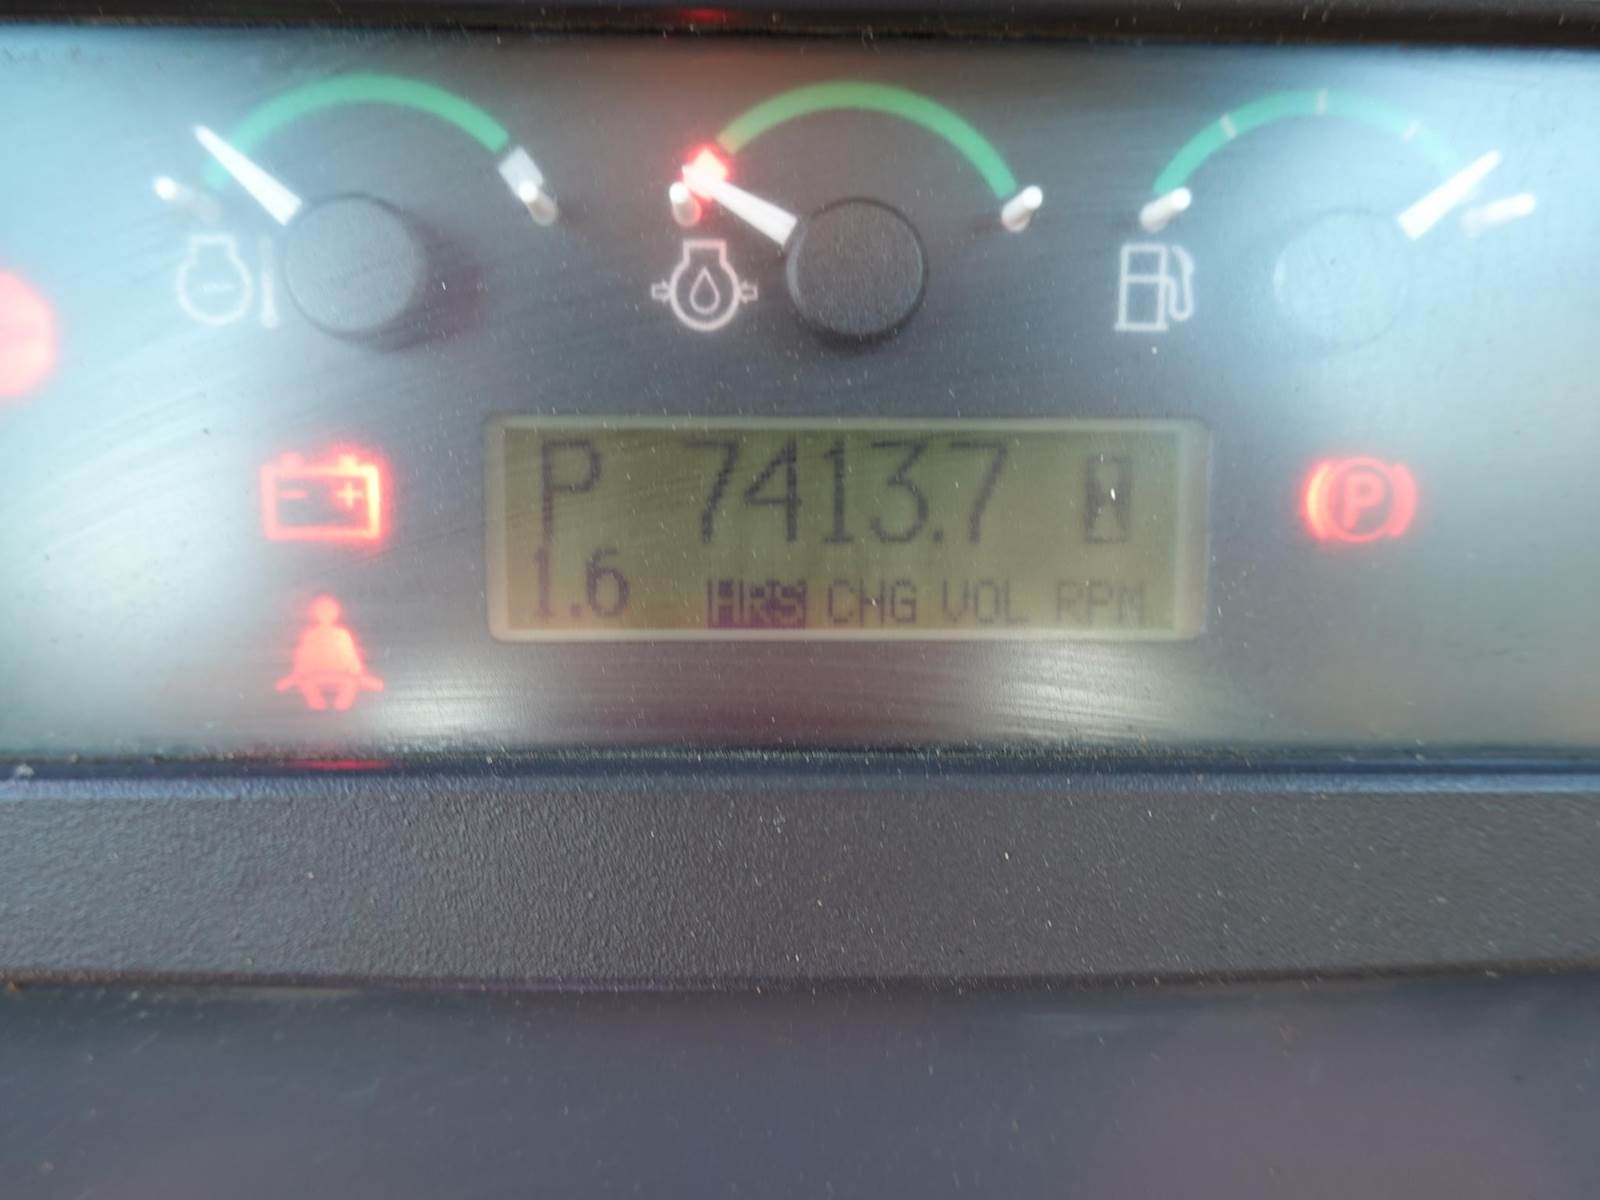 P 7413.7
1.6 HRS CHG VOL RPM
P